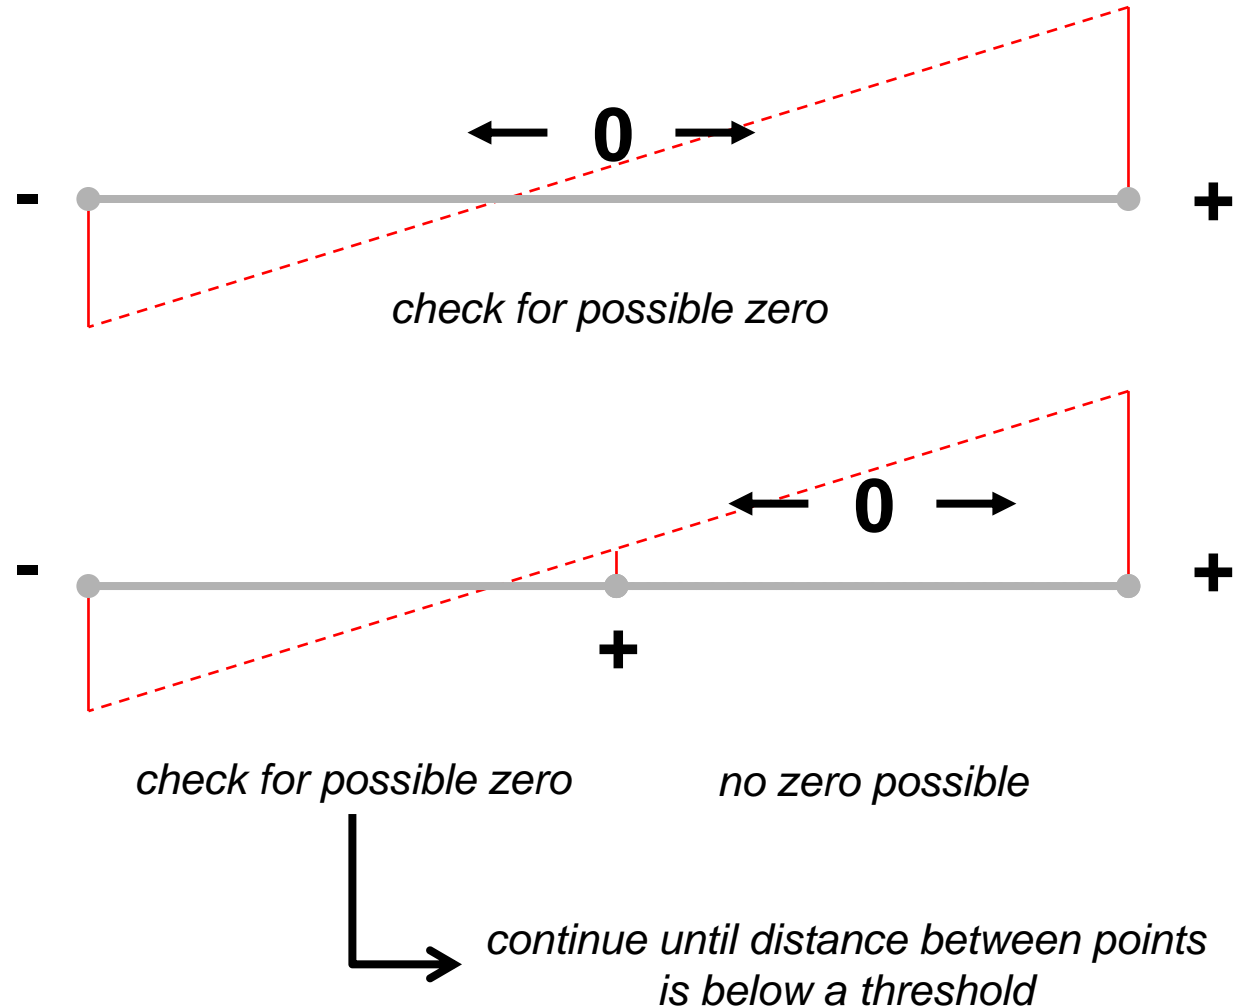 0
- +
check for possible zero
0
- +
+
check for possible zero no zero possible
continue until distance between points
is below a threshold